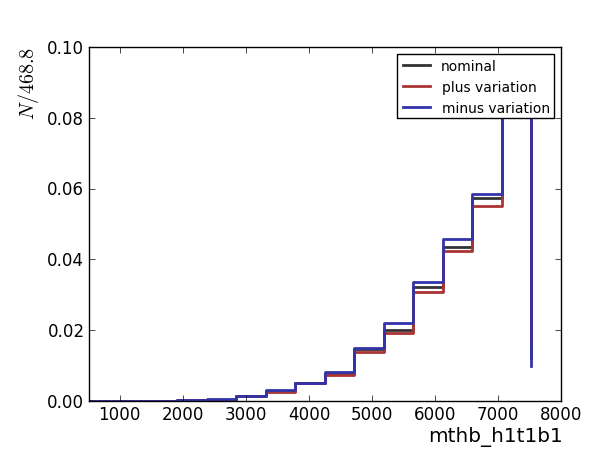 N/468.8
0.10
0.08
0.06
0.04
0.02
0.00
nominal
plus variation
minus variation
1000 2000 3000 4000 5000 6000 7000 8000
mthb_h1t1b1